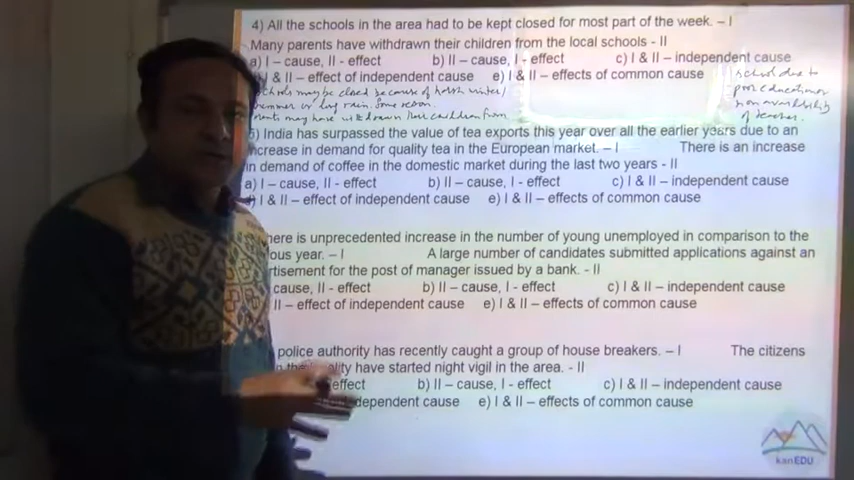 4) All the schools in the area had to be kept closed for most part of the week. – I
Many parents have withdrawn their children from the local schools - II
a) I – cause, II - effect b) II – cause, I - effect c) I & II – independent cause
I & II – effect of independent cause e) I & II – effects of common cause
schools may be closed because of harsh winter/
school due to
poor education or
non availability
of teacher.
summer or by rain. Some reason.
may have withdrawn their children from
5) India has surpassed the value of tea exports this year over all the earlier years due to an
increase in demand for quality tea in the European market. – I There is an increase
in demand of coffee in the domestic market during the last two years - II
a) I – cause, II - effect b) II – cause, I - effect c) I & II – independent cause
I & II – effect of independent cause e) I & II – effects of common cause
here is unprecedented increase in the number of young unemployed in comparison to the
ous year. – I A large number of candidates submitted applications against an
rtisement for the post of manager issued by a bank. - II
cause, II - effect b) II – cause, I - effect c) I & II – independent cause
II – effect of independent cause e) I & II – effects of common cause
police authority has recently caught a group of house breakers. – I The citizens
have started night vigil in the area. - II
effect b) II – cause, I - effect c) I & II – independent cause
dependent cause e) I & II – effects of common cause
kanEDU